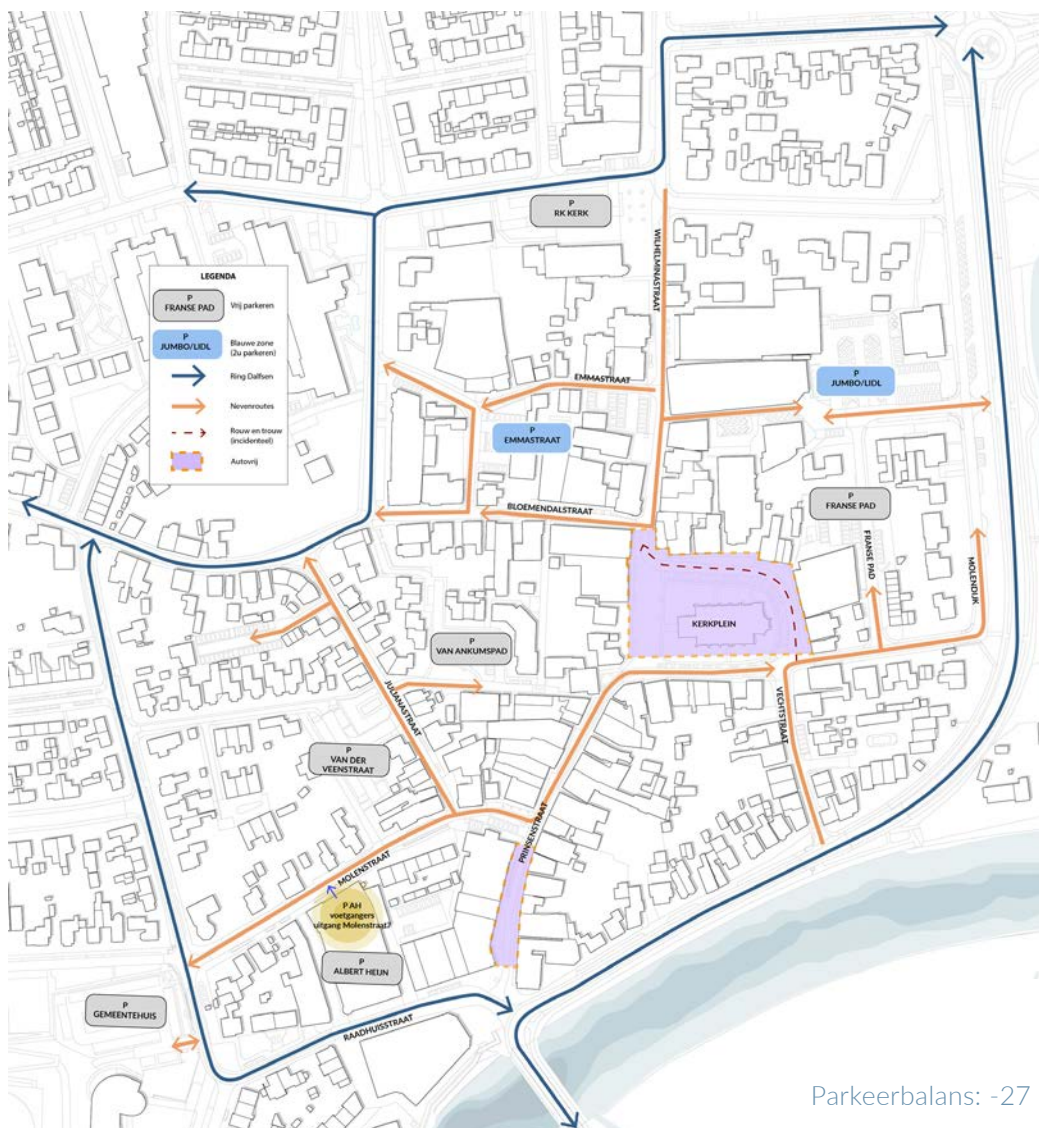 P
RK KERK
WILHELMINASTRAAT
LEGENDA
P
FRANSE PAD
Vrij parkeren
P
JUMBO/LIDL
Blauwe zone
(2u parkeren)
Ring Dalfsen
Nevenroutes
Rouw en trouw
(incidenteel)
Autovrij
P
JUMBO/LIDL
EMMASTRAAT
P
EMMASTRAAT
P
FRANSE PAD
BLOEMENDALSTRAAT
FRANSE PAD
MOLENDIJK
KERKPLEIN
P
VAN ANKUMSPAD
JULIANASTRAAT
VECHTSTRAAT
P
VAN DER
VEENSTRAAT
PRINSENSTRAAT
MOLENSTRAAT
P AH
voetgangers
uitgang Molenstraat?
P
ALBERT HEIJN
P
GEMEENTEHUIS
RAADHUISSTRAAT
Parkeerbalans: -27